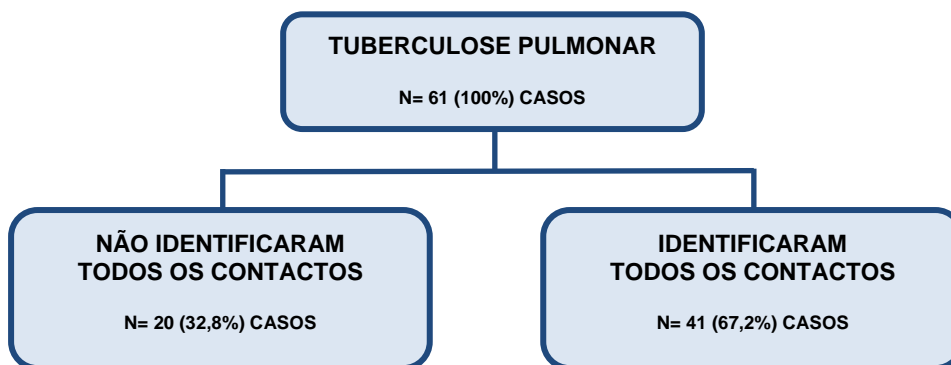 TUBERCULOSE PULMONAR
N= 61 (100%) CASOS
NÃO IDENTIFICARAM
TODOS OS CONTACTOS
N= 20 (32,8%) CASOS
IDENTIFICARAM
TODOS OS CONTACTOS
N= 41 (67,2%) CASOS